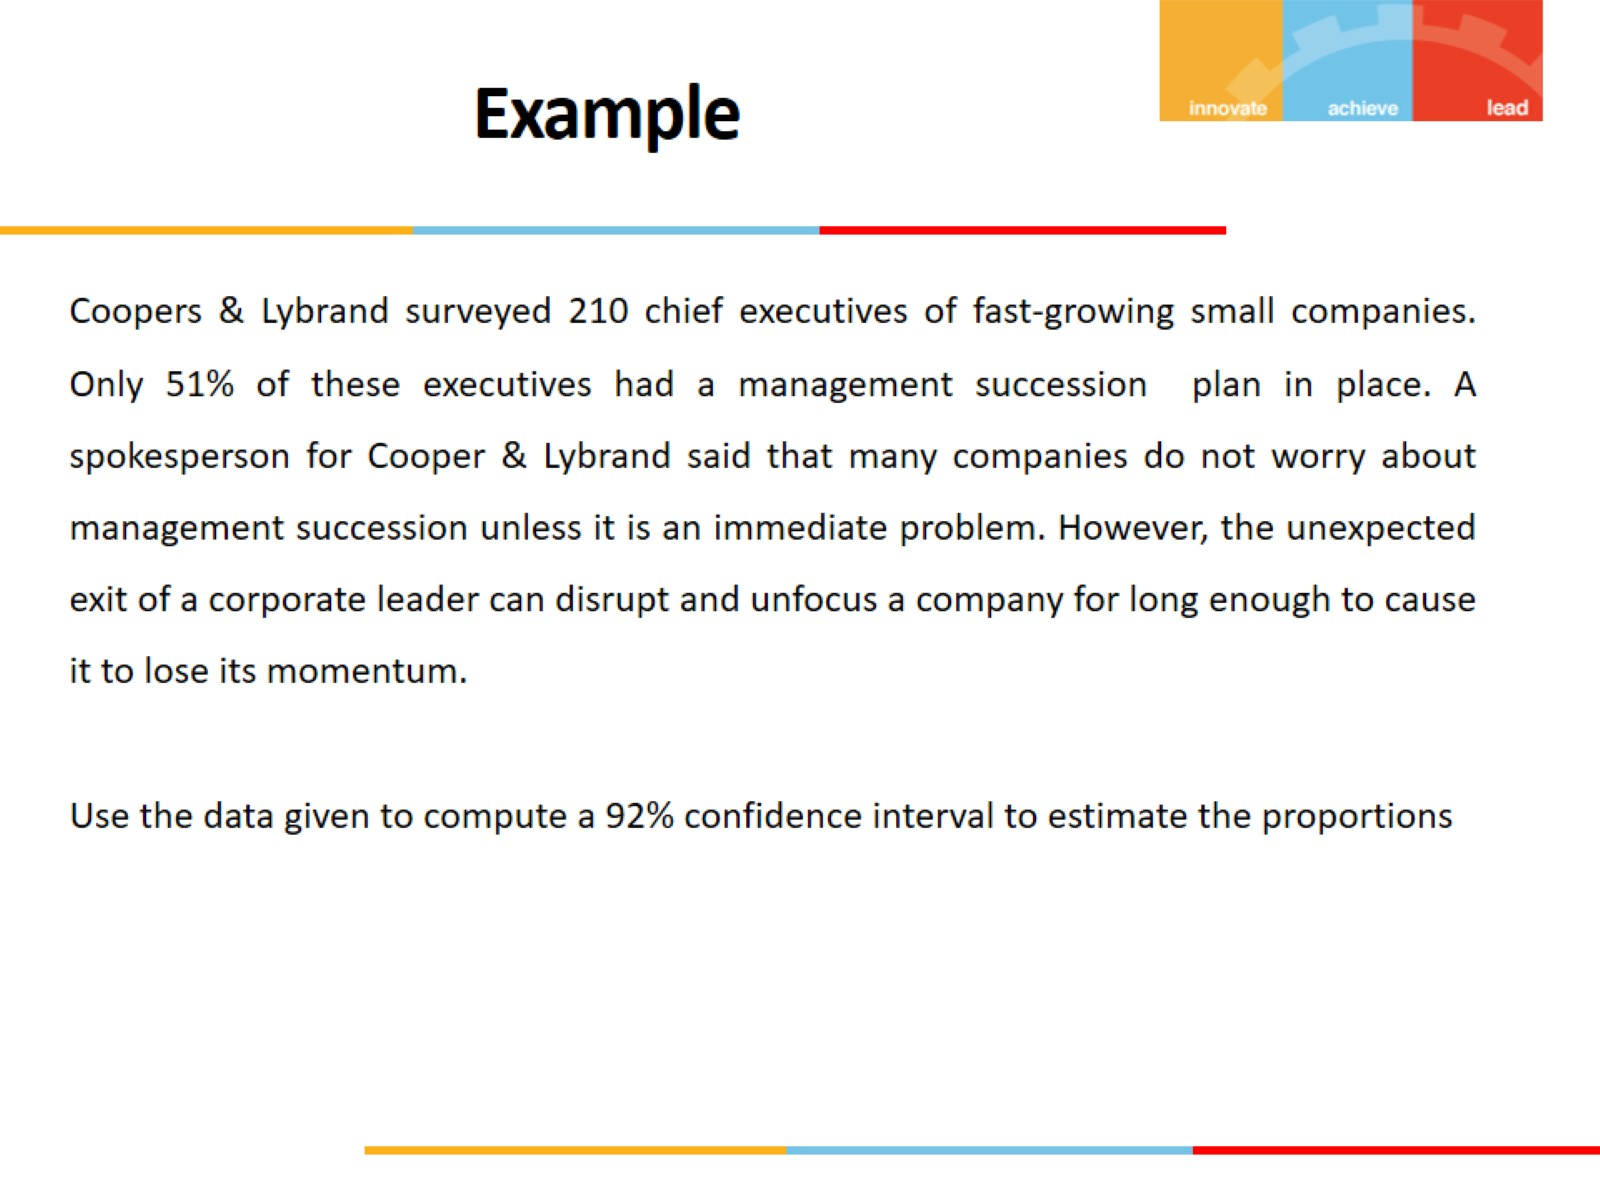 innovate achieve lead
Example
Coopers & Lybrand surveyed 210 chief executives of fast-growing small companies.
Only 51% of these executives had a management succession plan in place. A
spokesperson for Cooper & Lybrand said that many companies do not worry about
management succession unless it is an immediate problem. However, the unexpected
exit of a corporate leader can disrupt and unfocus a company for long enough to cause
it to lose its momentum.
Use the data given to compute a 92% confidence interval to estimate the proportions